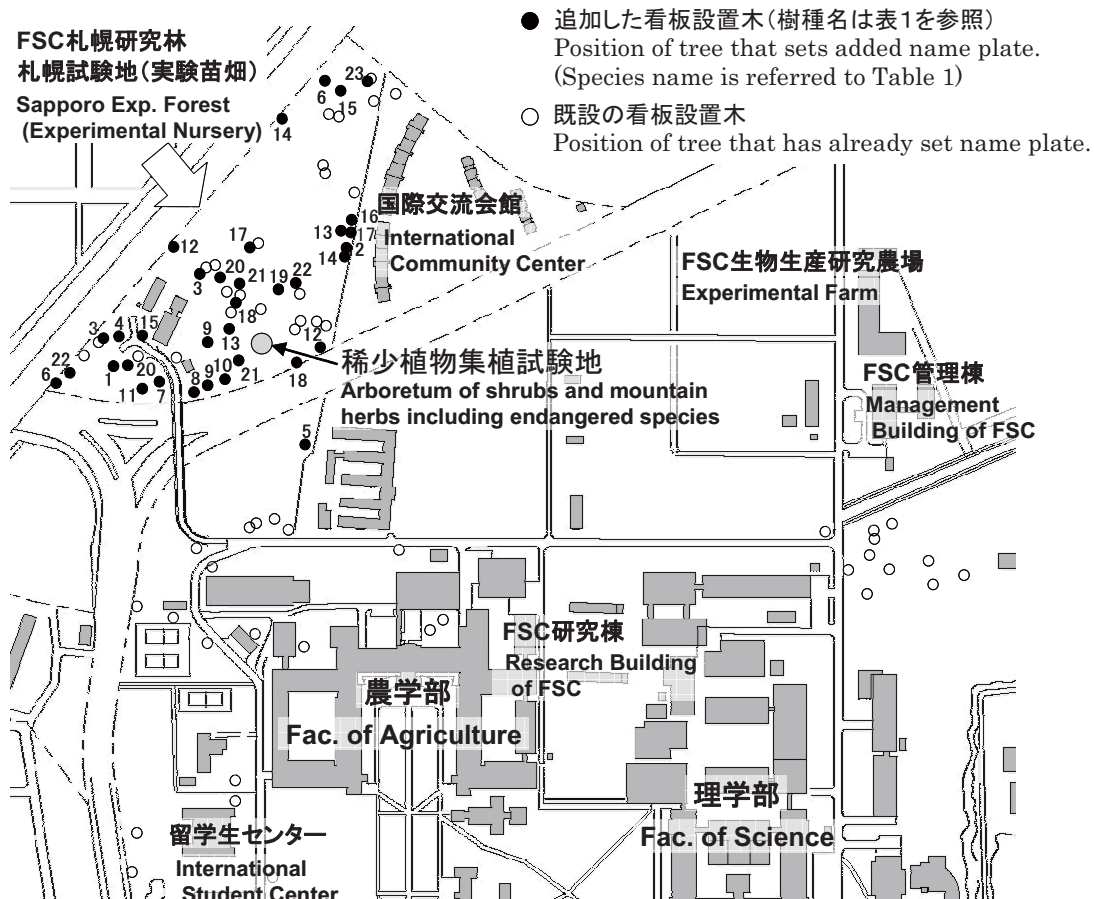 FSC札幌研究林
札幌試験地(実験苗畑)
Sapporo Exp. Forest
(Experimental Nursery)
● 追加した看板設置木(樹種名は表1を参照)
Position of tree that sets added name plate.
(Species name is referred to Table 1)
○ 既設の看板設置木
Position of tree that has already set name plate.
23
6
15
14
国際交流会館
International
Community Center
16
13
17
2
14
12
17
3
20
21
19
22
18
FSC生物生産研究農場
Experimental Farm
3
4
15
9
13
12
稀少植物集植試験地
Arboretum of shrubs and mountain
herbs including endangered species
22
6
1
20
11
7
8
9
10
21
18
FSC管理棟
Management
Building of FSC
5
FSC研究棟
Research Building
of FSC
農学部
Fac. of Agriculture
理学部
Fac. of Science
留学生センター
International
Student Center